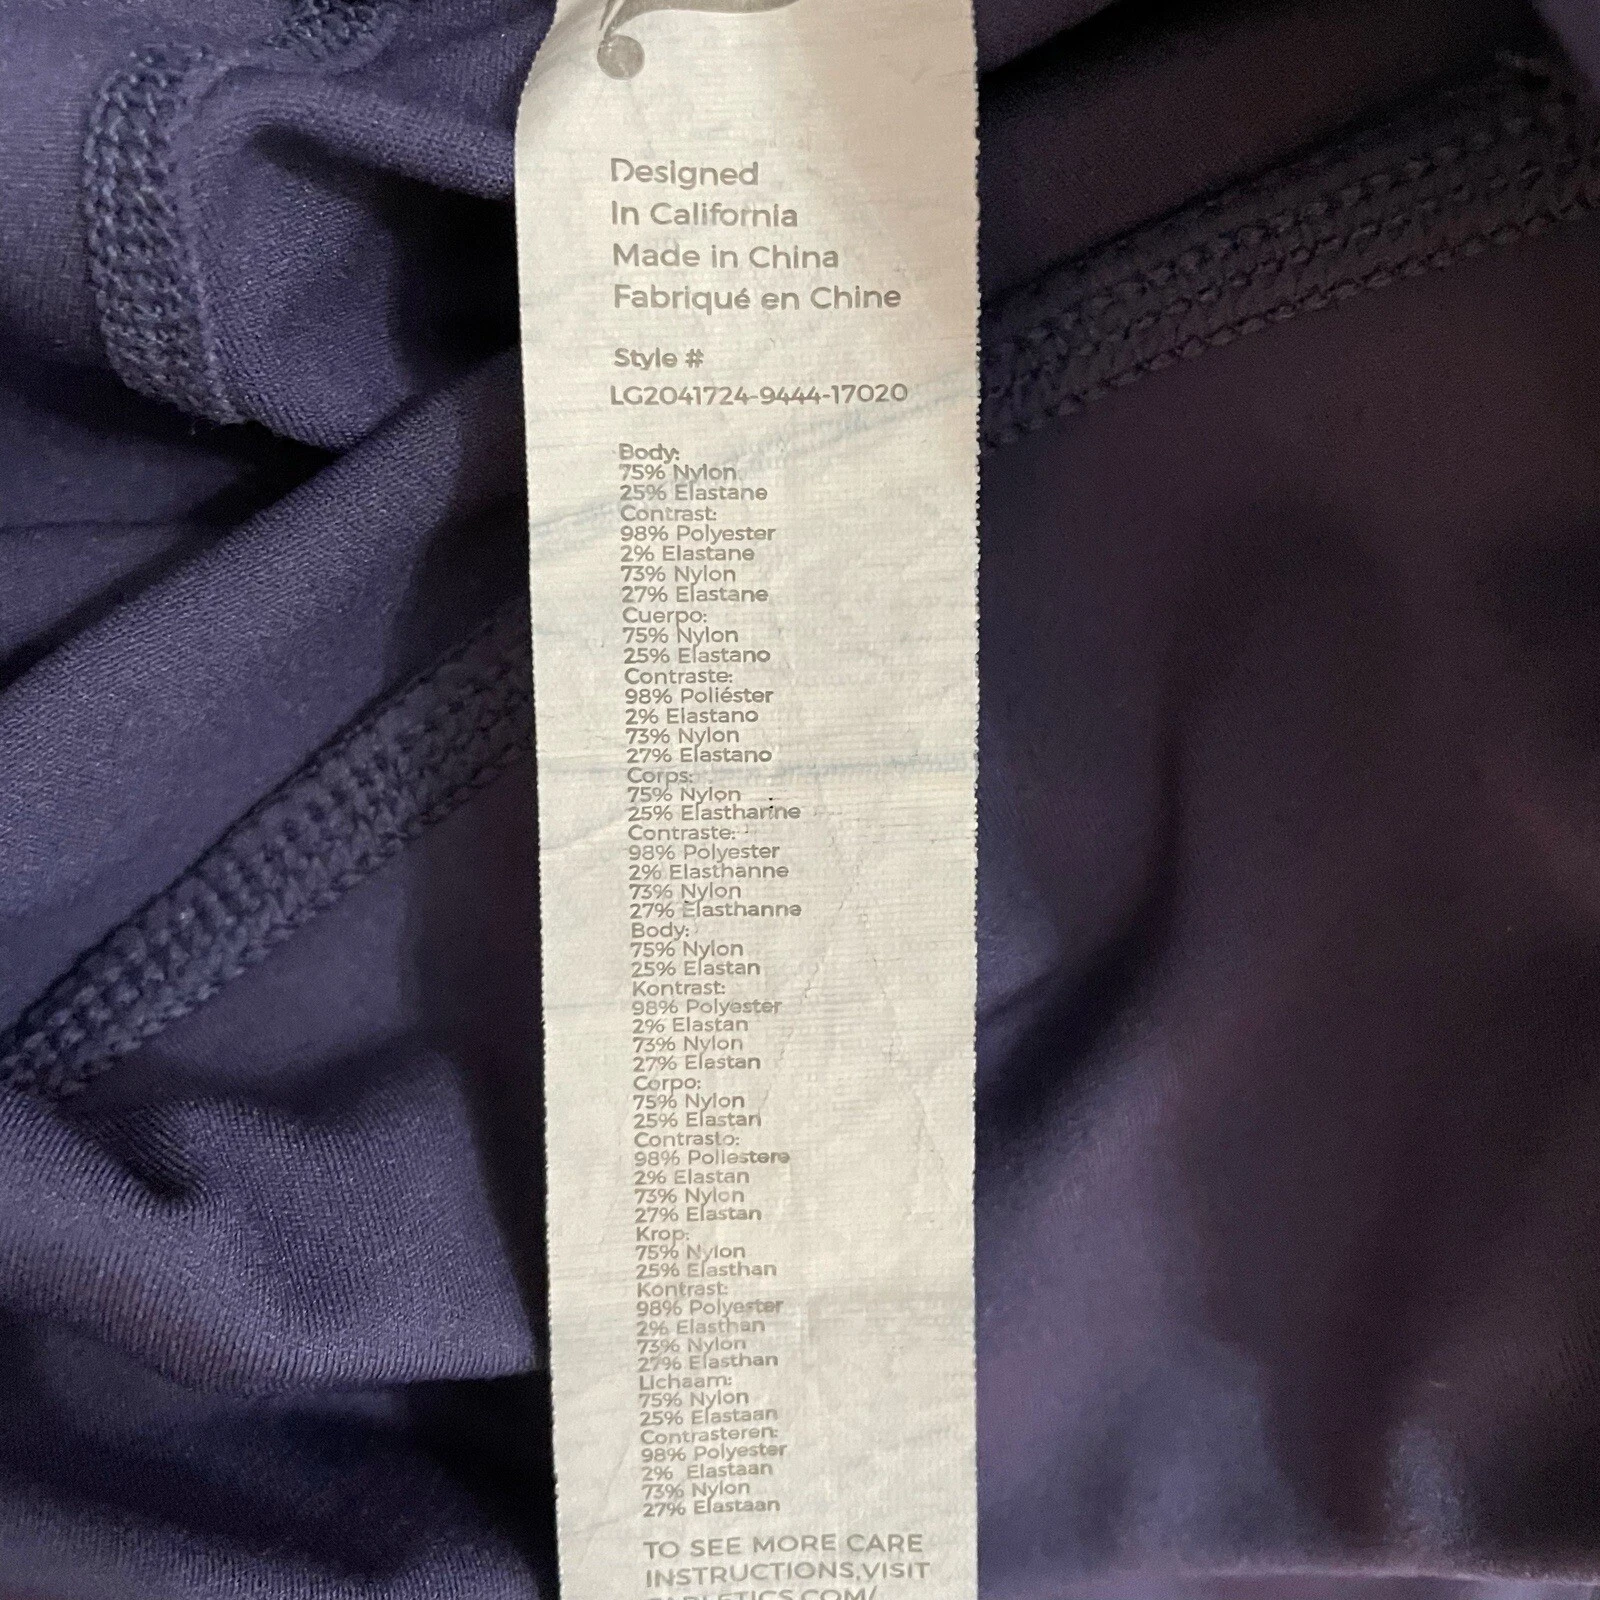 Designed
In California
Made in China
Fabriqué en Chine
Style #
LG2041724-9444-17020
Body:
75% Nylon
25% Elastane
Contrast:
98% Polyester
2% Elastane
73% Nylon
27% Elastane
Cuerpo:
75% Nylon
25% Elastano
Contraste:
98% Poliéster
2% Elastano
73% Nylon
27% Elastano
Corps:
75% Nylon
25% Elasthanne
Contraste:
98% Polyester
2% Elasthanne
73% Nylon
27% Elasthanne
Body:
75% Nylon
25% Elastan
Kontrast:
98% Polyester
2% Elastan
73% Nylon
27% Elastan
Corpo:
75% Nylon
25% Elastan
Contrasto:
98% Poliestere
2% Elastan
73% Nylon
27% Elastan
Krop:
75% Nylon
25% Elasthan
Kontrast:
98% Polyester
2% Elasthan
73% Nylon
27% Elasthan
Lichaam:
75% Nylon
25% Elastaan
Contrasteren:
98% Polyester
2% Elastaan
73% Nylon
27% Elastaan
TO SEE MORE CARE
INSTRUCTIONS,VISIT
FABLETICS.COM/